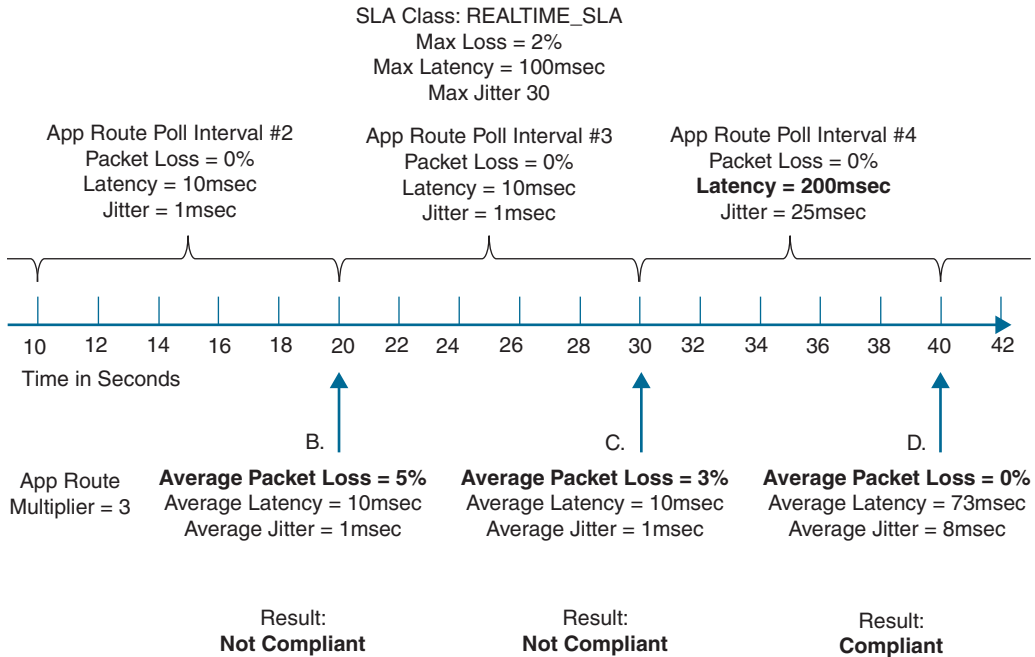 SLA Class: REALTIME_SLA
Max Loss = 2%
Max Latency = 100msec
Max Jitter 30
App Route Poll Interval #2
Packet Loss = 0%
Latency = 10msec
Jitter = 1msec
App Route Poll Interval #3
Packet Loss = 0%
Latency = 10msec
Jitter = 1msec
App Route Poll Interval #4
Packet Loss = 0%
Latency = 200msec
Jitter = 25msec
10 12 14 16 18 20 22 24 26 28 30 32 34 36 38 40 42
Time in Seconds
App Route
Multiplier = 3
B.
Average Packet Loss = 5%
Average Latency = 10msec
Average Jitter = 1msec
C.
Average Packet Loss = 3%
Average Latency = 10msec
Average Jitter = 1msec
D.
Average Packet Loss = 0%
Average Latency = 73msec
Average Jitter = 8msec
Result:
Not Compliant
Result:
Not Compliant
Result:
Compliant